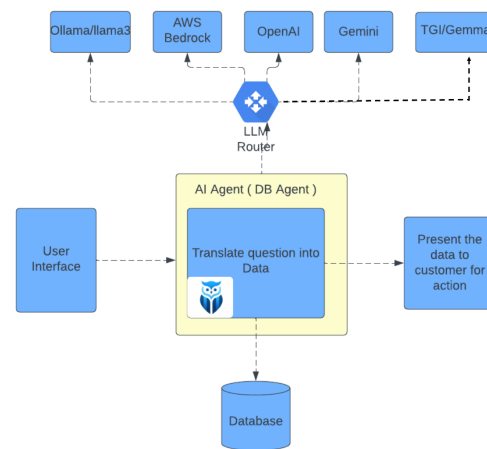 Ollama/llama3
AWS
Bedrock
OpenAI
Gemini
TGI/Gemma
LLM
Router
AI Agent ( DB Agent )
User
Interface
Translate question into
Data
Present the
data to
customer for
action
Database